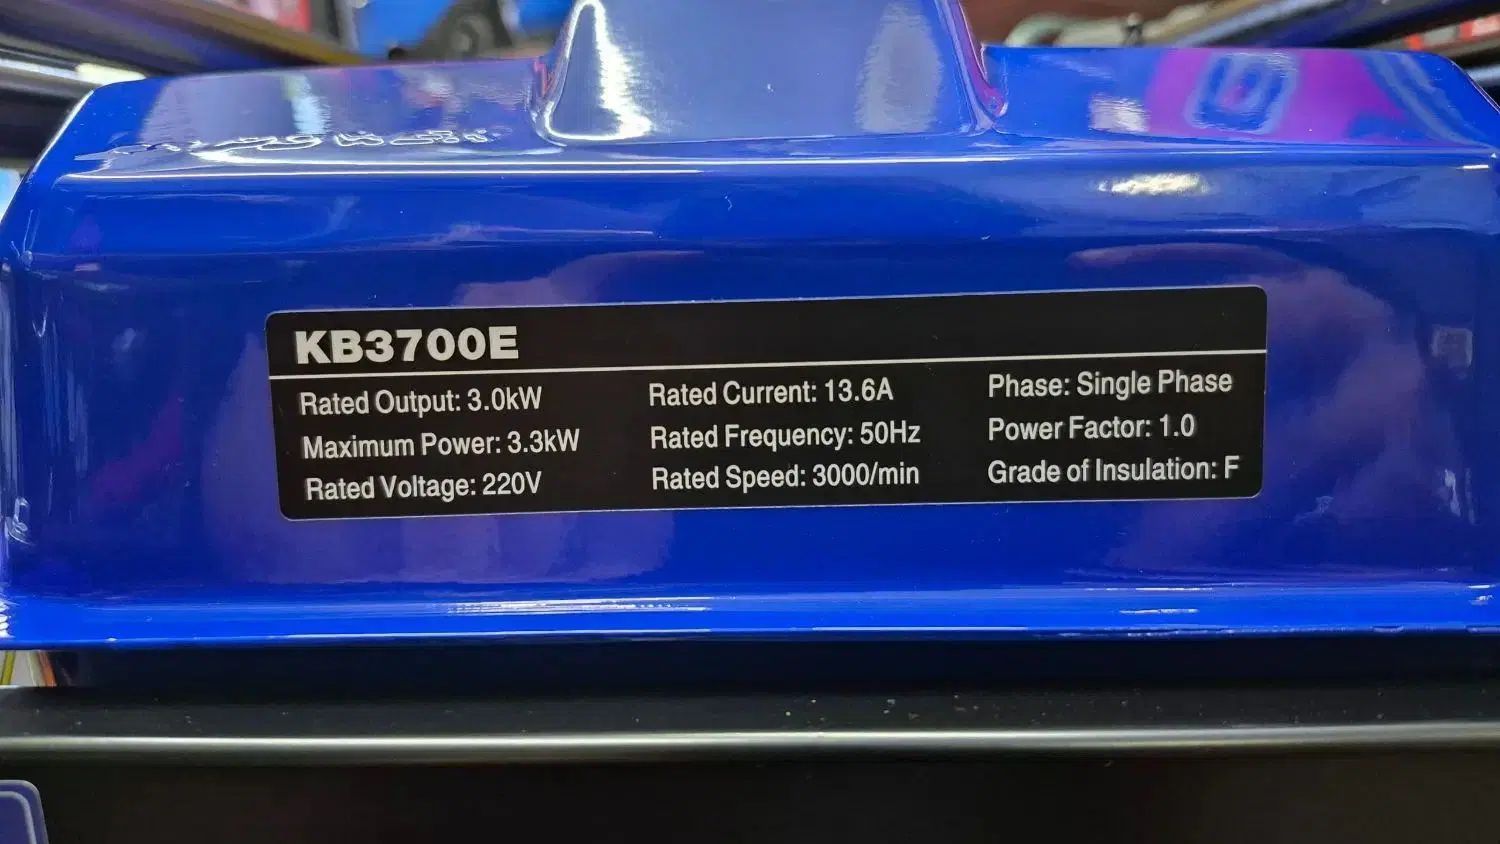 KB3700E
Rated Output: 3.0kW
Maximum Power: 3.3kW
Rated Voltage: 220V
Rated Current: 13.6A
Rated Frequency: 50Hz
Rated Speed: 3000/min
Phase: Single Phase
Power Factor: 1.0
Grade of Insulation: F